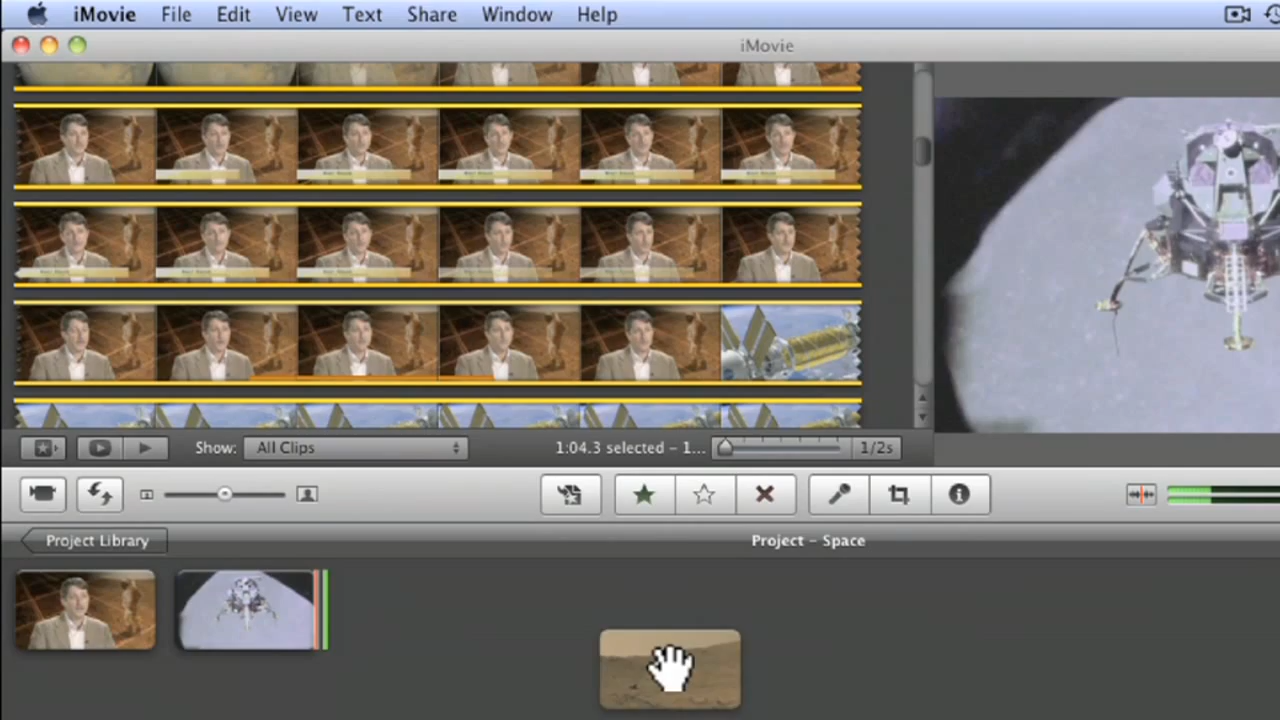 iMovie File Edit View Text Share Window Help
iMovie
Show: All Clips 1:04.3 selected – 1... 1/2s
Project Library Project – Space